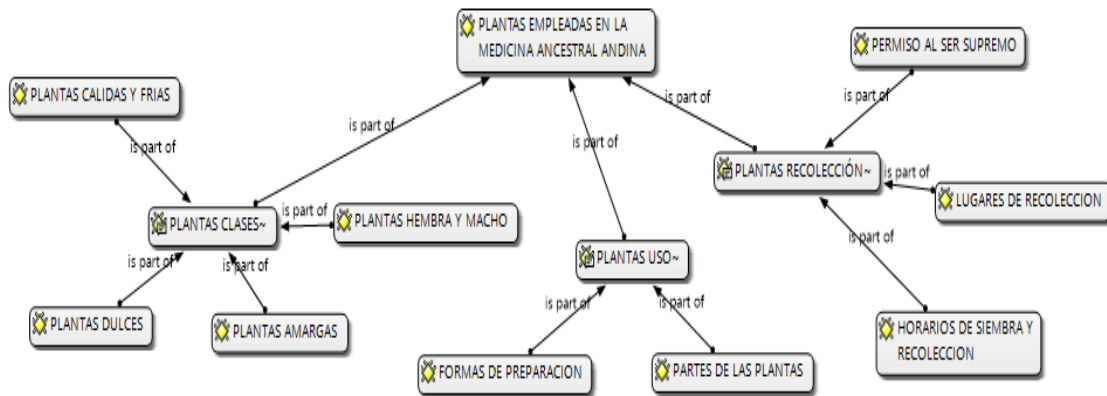 PLANTAS EMPLEADAS EN LA
MEDICINA ANCESTRAL ANDINA
PERMISO AL SER SUPREMO
PLANTAS CALIDAS Y FRIAS
is part of
is part of
is part of
is part of
is part of
PLANTAS RECOLECCIÓN~
is part of
LUGARES DE RECOLECCION
PLANTAS CLASES~
is part of
PLANTAS HEMBRA Y MACHO
is part of
is part of
is part of
PLANTAS USO~
is part of
is part of
PLANTAS DULCES
PLANTAS AMARGAS
HORARIOS DE SIEMBRA Y
RECOLECCION
FORMAS DE PREPARACION
PARTES DE LAS PLANTAS